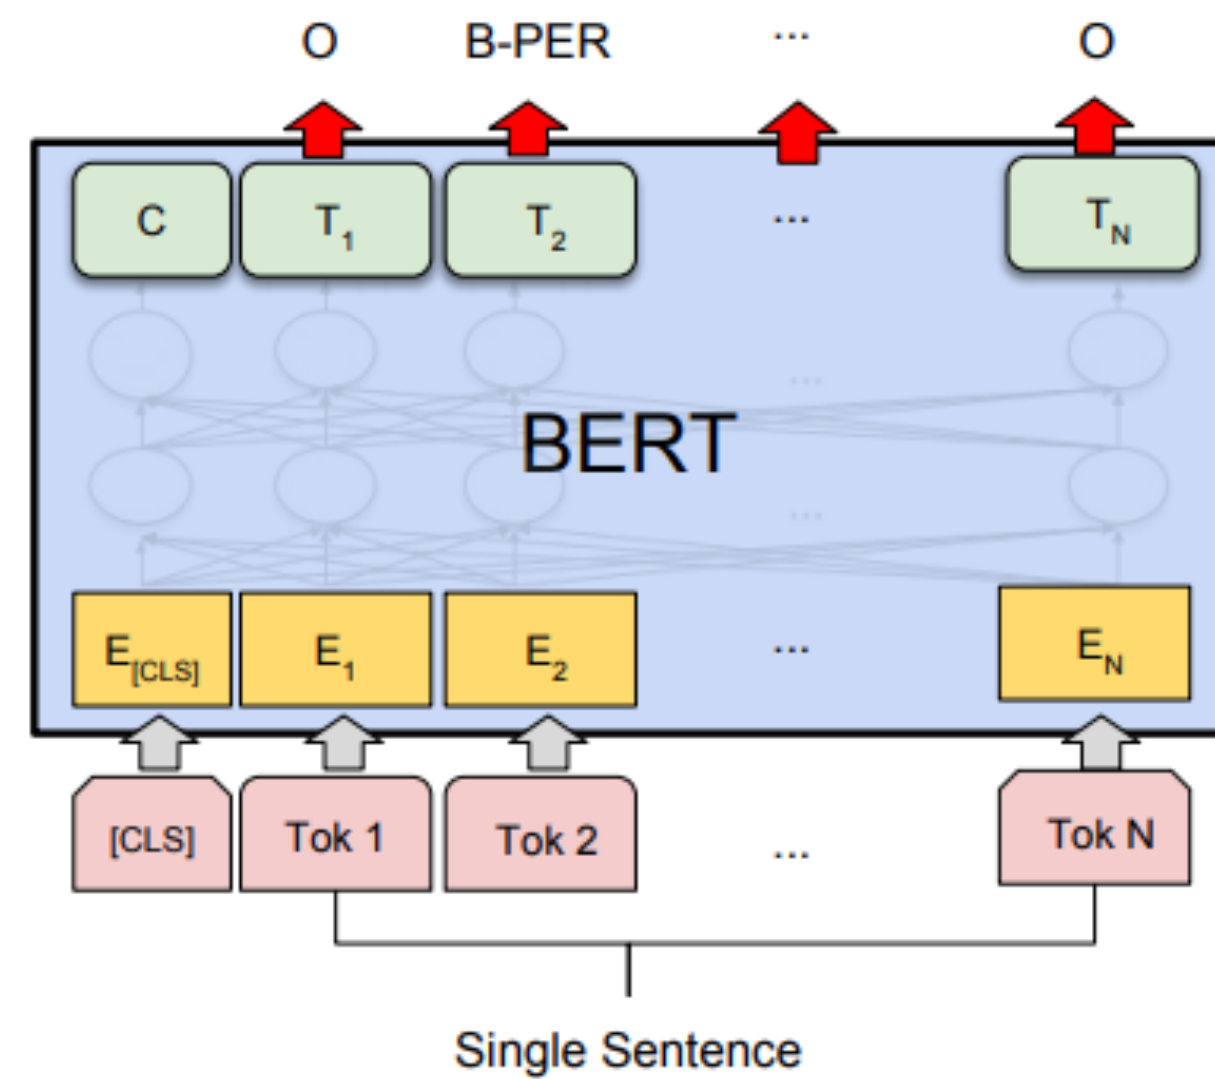 O B-PER ... O
C T1 T2 ... TN
...
BERT
...
E[CLS] E1 E2 ... EN
[CLS] Tok 1 Tok 2 ... Tok N
Single Sentence